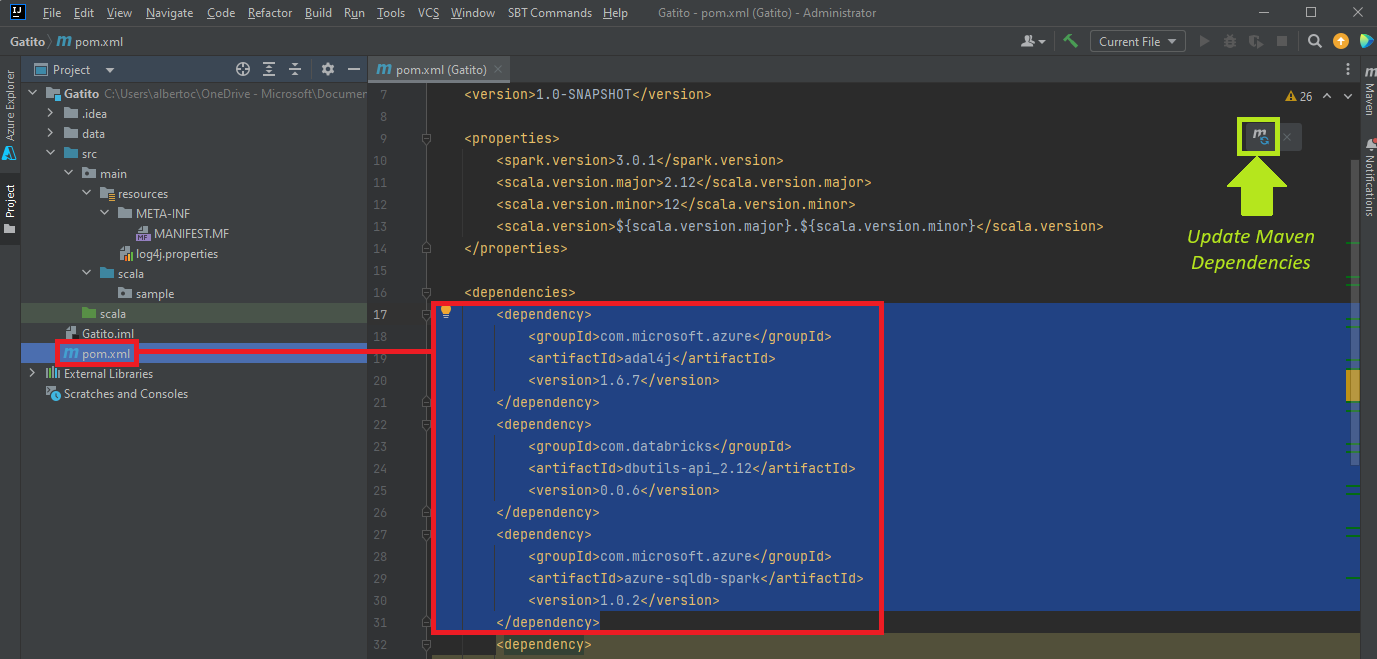 IJ File Edit View Navigate Code Refactor Build Run Tools VCS Window SBT Commands Help Gatito - pom.xml (Gatito) - Administrator
Gatito m pom.xml Current File
Project
pom.xml (Gatito)
Azure Explorer
Project
Gatito C:\Users\albertoc\OneDrive - Microsoft\Documen
.idea
data
src
main
resources
META-INF
MF MANIFEST.MF
log4j.properties
scala
sample
scala
Gatito.iml
m pom.xml
External Libraries
Scratches and Consoles
7 <version>1.0-SNAPSHOT</version>
8
9 <properties>
10 <spark.version>3.0.1</spark.version>
11 <scala.version.major>2.12</scala.version.major>
12 <scala.version.minor>12</scala.version.minor>
13 <scala.version>${scala.version.major}.${scala.version.minor}</scala.version>
14 </properties>
15
16 <dependencies>
17 <dependency>
18 <groupId>com.microsoft.azure</groupId>
19 <artifactId>adal4j</artifactId>
20 <version>1.6.7</version>
21 </dependency>
22 <dependency>
23 <groupId>com.databricks</groupId>
24 <artifactId>dbutils-api_2.12</artifactId>
25 <version>0.0.6</version>
26 </dependency>
27 <dependency>
28 <groupId>com.microsoft.azure</groupId>
29 <artifactId>azure-sqldb-spark</artifactId>
30 <version>1.0.2</version>
31 </dependency>
32 <dependency>
26
m
Update Maven
Dependencies
m
Maven
Notifications